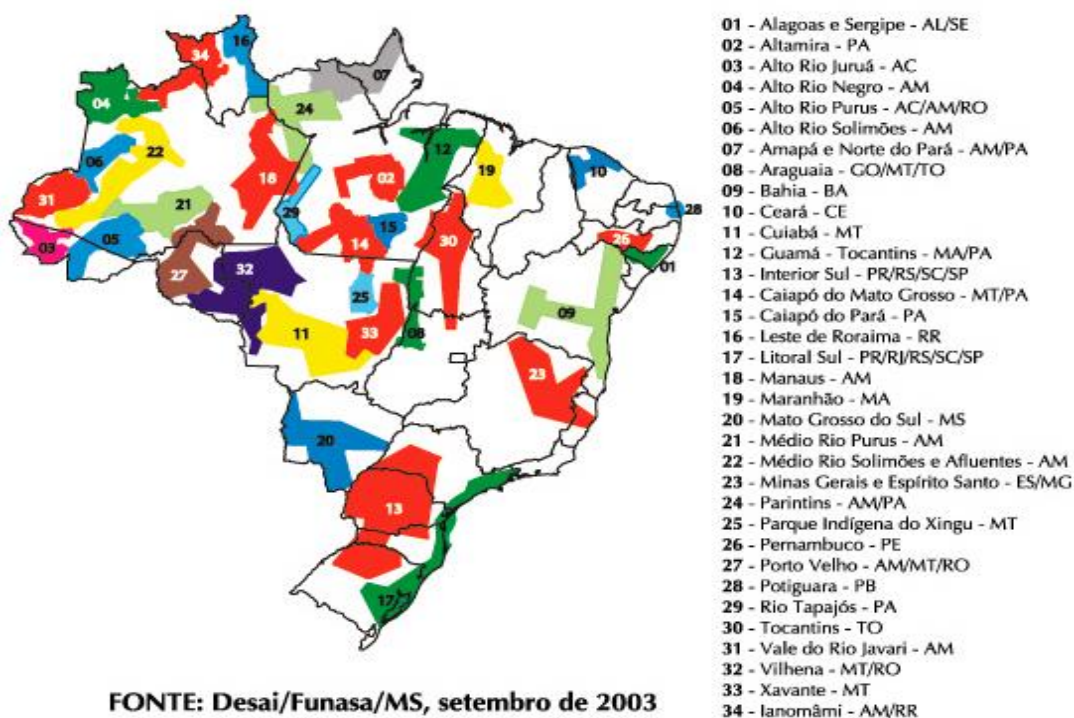 34
16
07
04
24
12
22
06
19
10
02
18
31
28
29
21
15
26
03
05
14
30
01
27
32
25
09
11
33
08
23
20
13
17
01 - Alagoas e Sergipe - AL/SE
02 - Altamira - PA
03 - Alto Rio Juruá - AC
04 - Alto Rio Negro - AM
05 - Alto Rio Purus - AC/AM/RO
06 - Alto Rio Solimões - AM
07 - Amapá e Norte do Pará - AM/PA
08 - Araguaia - GO/MT/TO
09 - Bahia - BA
10 - Ceará - CE
11 - Cuiabá - MT
12 - Guamá - Tocantins - MA/PA
13 - Interior Sul - PR/RS/SC/SP
14 - Caiapó do Mato Grosso - MT/PA
15 - Caiapó do Pará - PA
16 - Leste de Roraima - RR
17 - Litoral Sul - PR/RJ/RS/SC/SP
18 - Manaus - AM
19 - Maranhão - MA
20 - Mato Grosso do Sul - MS
21 - Médio Rio Purus - AM
22 - Médio Rio Solimões e Afluentes - AM
23 - Minas Gerais e Espírito Santo - ES/MG
24 - Parintins - AM/PA
25 - Parque Indígena do Xingu - MT
26 - Pernambuco - PE
27 - Porto Velho - AM/MT/RO
28 - Potiguara - PB
29 - Rio Tapajós - PA
30 - Tocantins - TO
31 - Vale do Rio Javari - AM
32 - Vilhena - MT/RO
33 - Xavante - MT
34 - Ianomâmi - AM/RR
FONTE: Desai/Funasa/MS, setembro de 2003